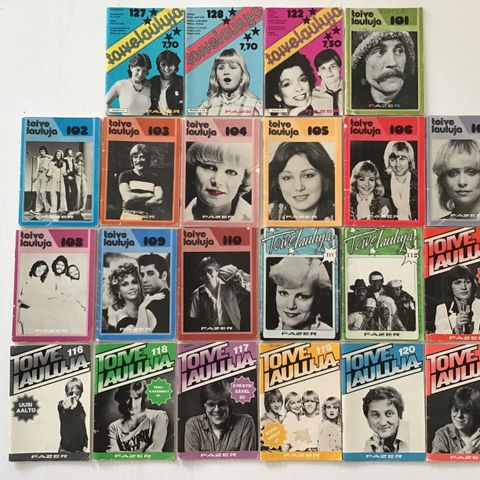 127
toivelauluja
7,70
FAZER
128
toivelauluja
7,70
FAZER
122
toivelauluja
7,50
FAZER
toive
lauluja 101
FAZER
toive
lauluja 102
FAZER
toive
lauluja 103
FAZER
toive
lauluja 104
FAZER
toive
lauluja 105
FAZER
toive
lauluja 106
FAZER
toive
lauluja
FAZER
toive
lauluja 108
FAZER
toive
lauluja 109
FAZER
toive
lauluja 110
FAZER
Toivelauluja
111
FAZER
Toivelauluja
112
FAZER
TOIVE
LAULUJA
TOIVE
LAULUJA
116
UUSI
AALTO
FAZER
TOIVE
LAULUJA
118
FAZER
TOIVE
LAULUJA
117
SYKSYN
SÄVEL
80
FAZER
TOIVE
LAULUJA
119
FAZER
TOIVE
LAULUJA
120
FAZER
TOIVE
LAULUJA